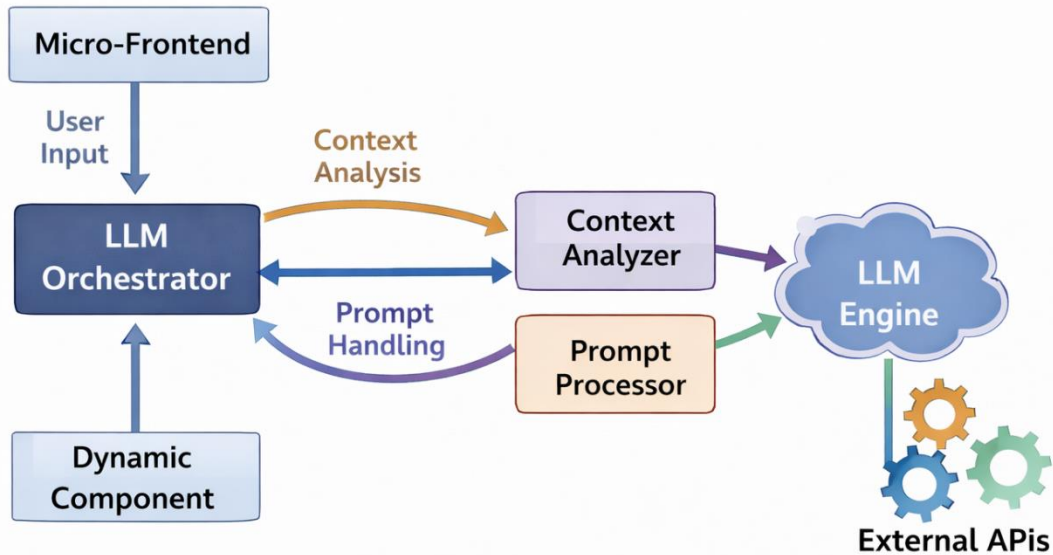 Micro-Frontend
User
Input
Context
Analysis
LLM
Orchestrator
Context
Analyzer
LLM
Engine
Prompt
Handling
Prompt
Processor
Dynamic
Component
External APis